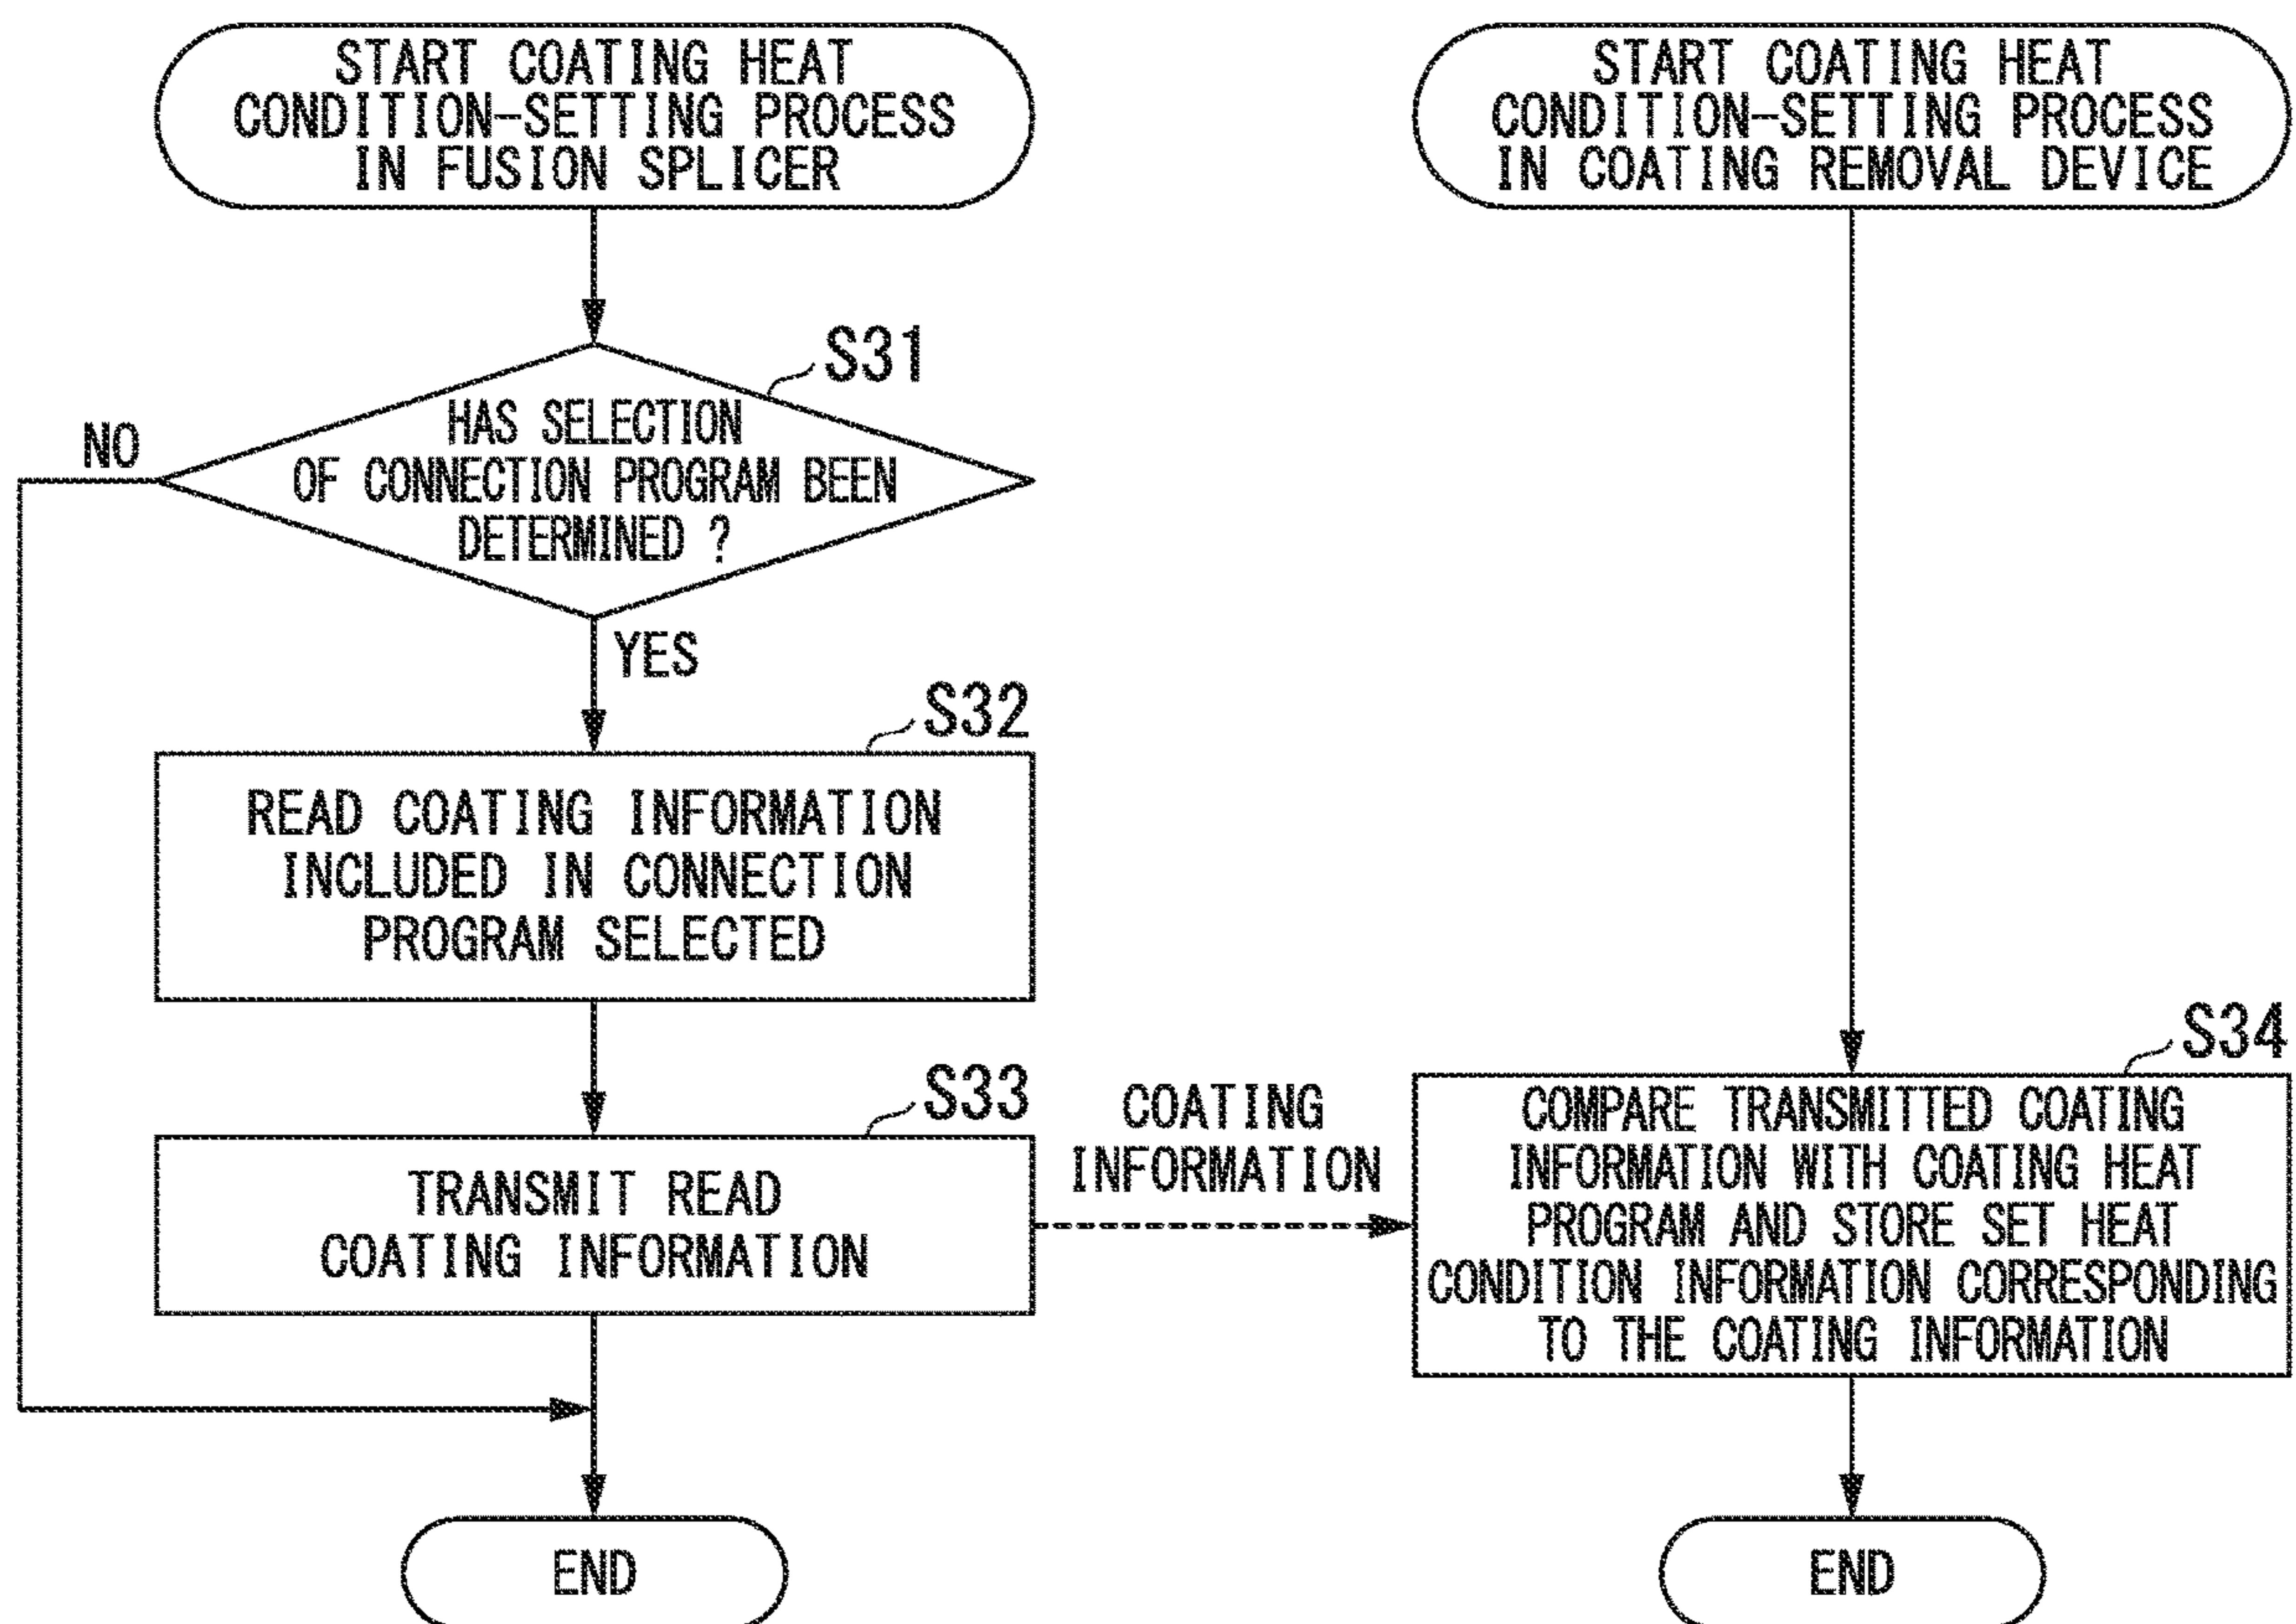 START COATING HEAT
CONDITION-SETTING PROCESS
IN FUSION SPLICER
S31
HAS SELECTION
OF CONNECTION PROGRAM BEEN
DETERMINED ?
NO
YES
S32
READ COATING INFORMATION
INCLUDED IN CONNECTION
PROGRAM SELECTED
S33
TRANSMIT READ
COATING INFORMATION
COATING
INFORMATION
END
START COATING HEAT
CONDITION-SETTING PROCESS
IN COATING REMOVAL DEVICE
S34
COMPARE TRANSMITTED COATING
INFORMATION WITH COATING HEAT
PROGRAM AND STORE SET HEAT
CONDITION INFORMATION CORRESPONDING
TO THE COATING INFORMATION
END